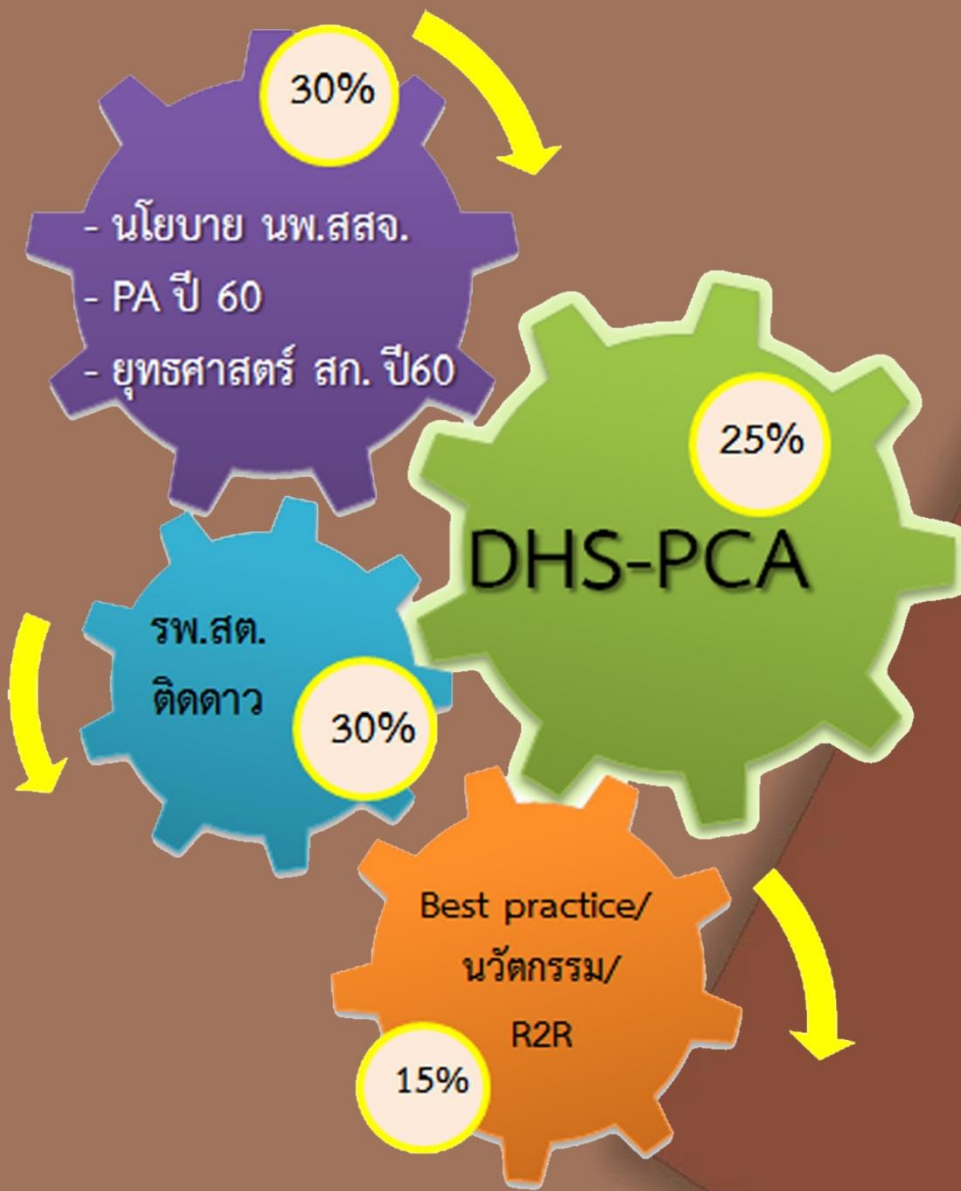 30%
- นโยบาย นพ.สสจ.
- PA ปี 60
- ยุทธศาสตร์ สก. ปี60
25%
DHS-PCA
รพ.สต.
ติดดาว
30%
Best practice/
นวัตกรรม/
R2R
15%